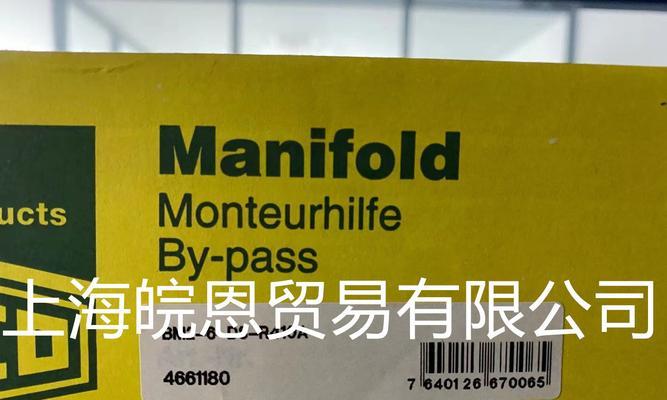 Manifold
Monteurhilfe
ucts
By-pass
上海皖恩贸易有限公司
4661180
7 640126 670065